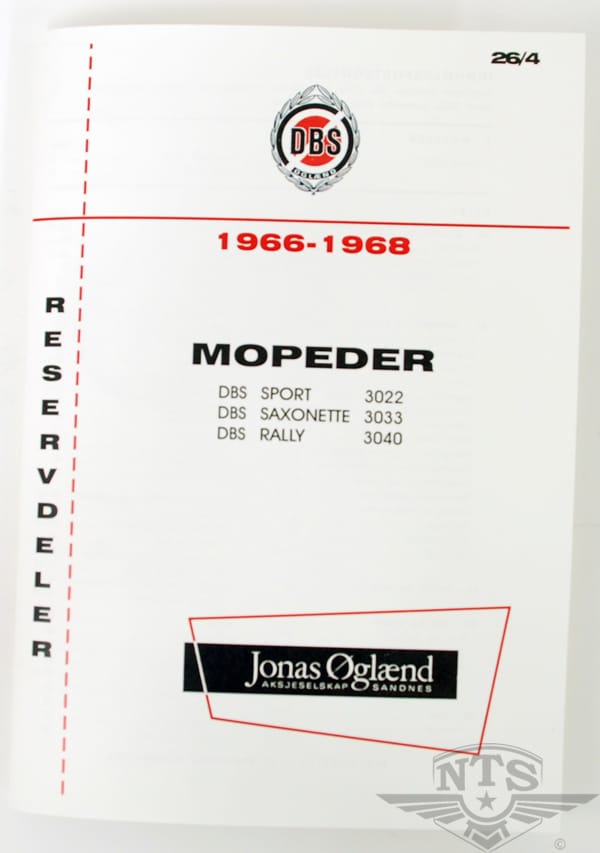 26/4
DBS
ØGLÆND
1966-1968
RESERVDELER
MOPEDER
DBS SPORT 3022
DBS SAXONETTE 3033
DBS RALLY 3040
Jonas Øglænd
AKSJESELSKAP SANDNES
NTS
©